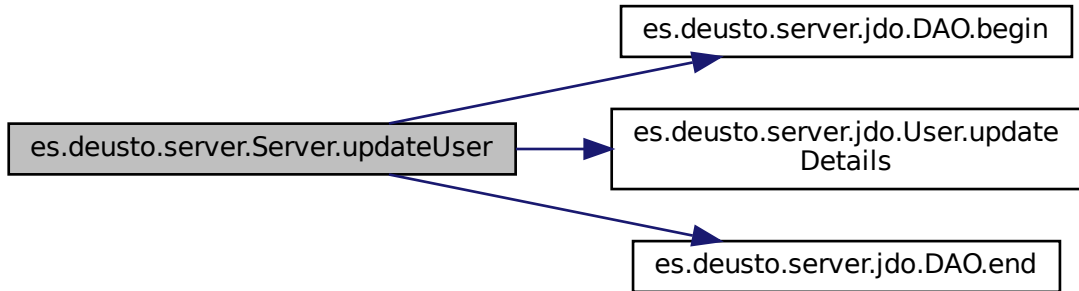 es.deusto.server.jdo.DAO.begin
es.deusto.server.Server.updateUser
es.deusto.server.jdo.User.update
Details
es.deusto.server.jdo.DAO.end